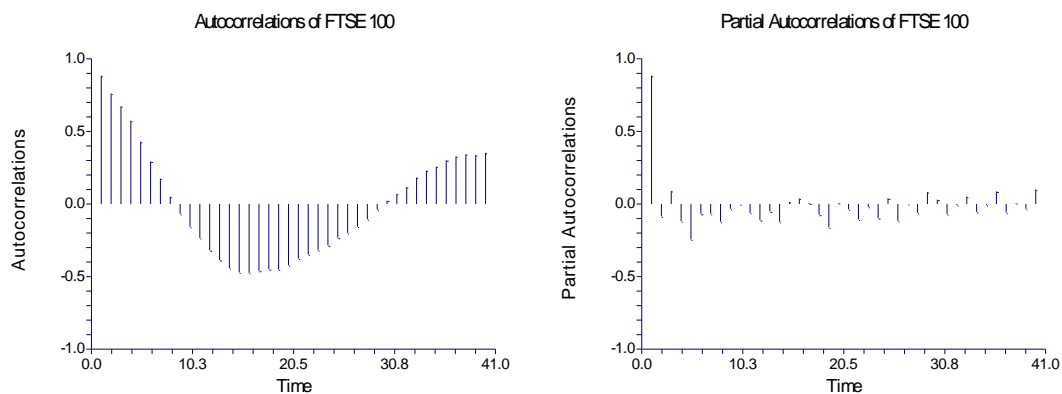 Autocorrelations of FTSE 100
Autocorrelations
1.0
0.5
0.0
-0.5
-1.0
0.0 10.3 20.5 30.8 41.0
Time
Partial Autocorrelations of FTSE 100
Partial Autocorrelations
1.0
0.5
0.0
-0.5
-1.0
0.0 10.3 20.5 30.8 41.0
Time